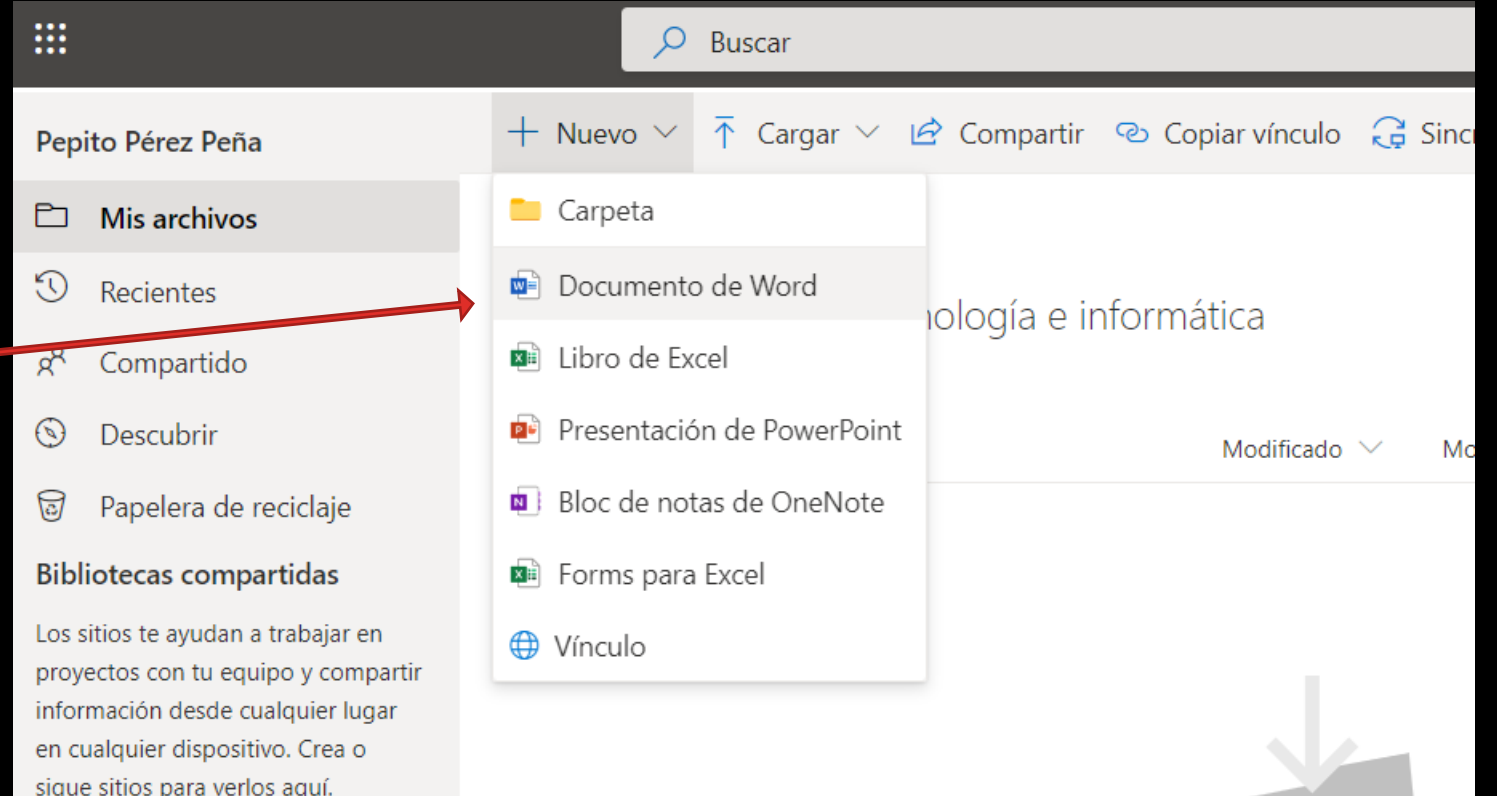 Buscar
Pepito Pérez Peña
Nuevo Cargar Compartir Copiar vínculo
Mis archivos
Recientes
Compartido
Descubrir
Papelera de reciclaje
Bibliotecas compartidas
Los sitios te ayudan a trabajar en
proyectos con tu equipo y compartir
información desde cualquier lugar
en cualquier dispositivo. Crea o
sigue sitios para verlos aquí.
Carpeta
Documento de Word
Libro de Excel
Presentación de PowerPoint
Bloc de notas de OneNote
Forms para Excel
Vínculo
e informática
Modificado